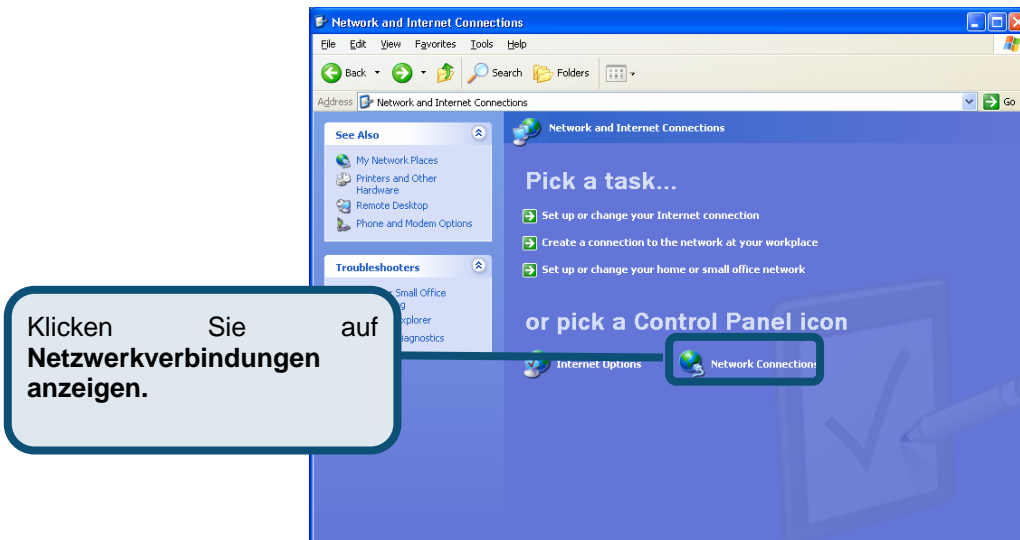 Network and Internet Connections
File Edit View Favorites Tools Help
Back Search Folders
Address Network and Internet Connections Go
See Also
My Network Places
Printers and Other
Hardware
Remote Desktop
Phone and Modem Options
Troubleshooters
Small Office
xplorer
iagnostics
Network and Internet Connections
Pick a task...
Set up or change your Internet connection
Create a connection to the network at your workplace
Set up or change your home or small office network
or pick a Control Panel icon
Internet Options Network Connections
Klicken Sie auf
Netzwerkverbindungen
anzeigen.